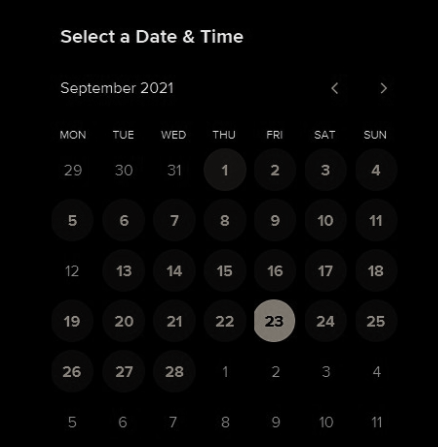 Select a Date & Time
September 2021
MON TUE WED THU FRI SAT SUN
29 30 31 1 2 3 4
5 6 7 8 9 10 11
12 13 14 15 16 17 18
19 20 21 22 23 24 25
26 27 28 1 2 3 4
5 6 7 8 9 10 11